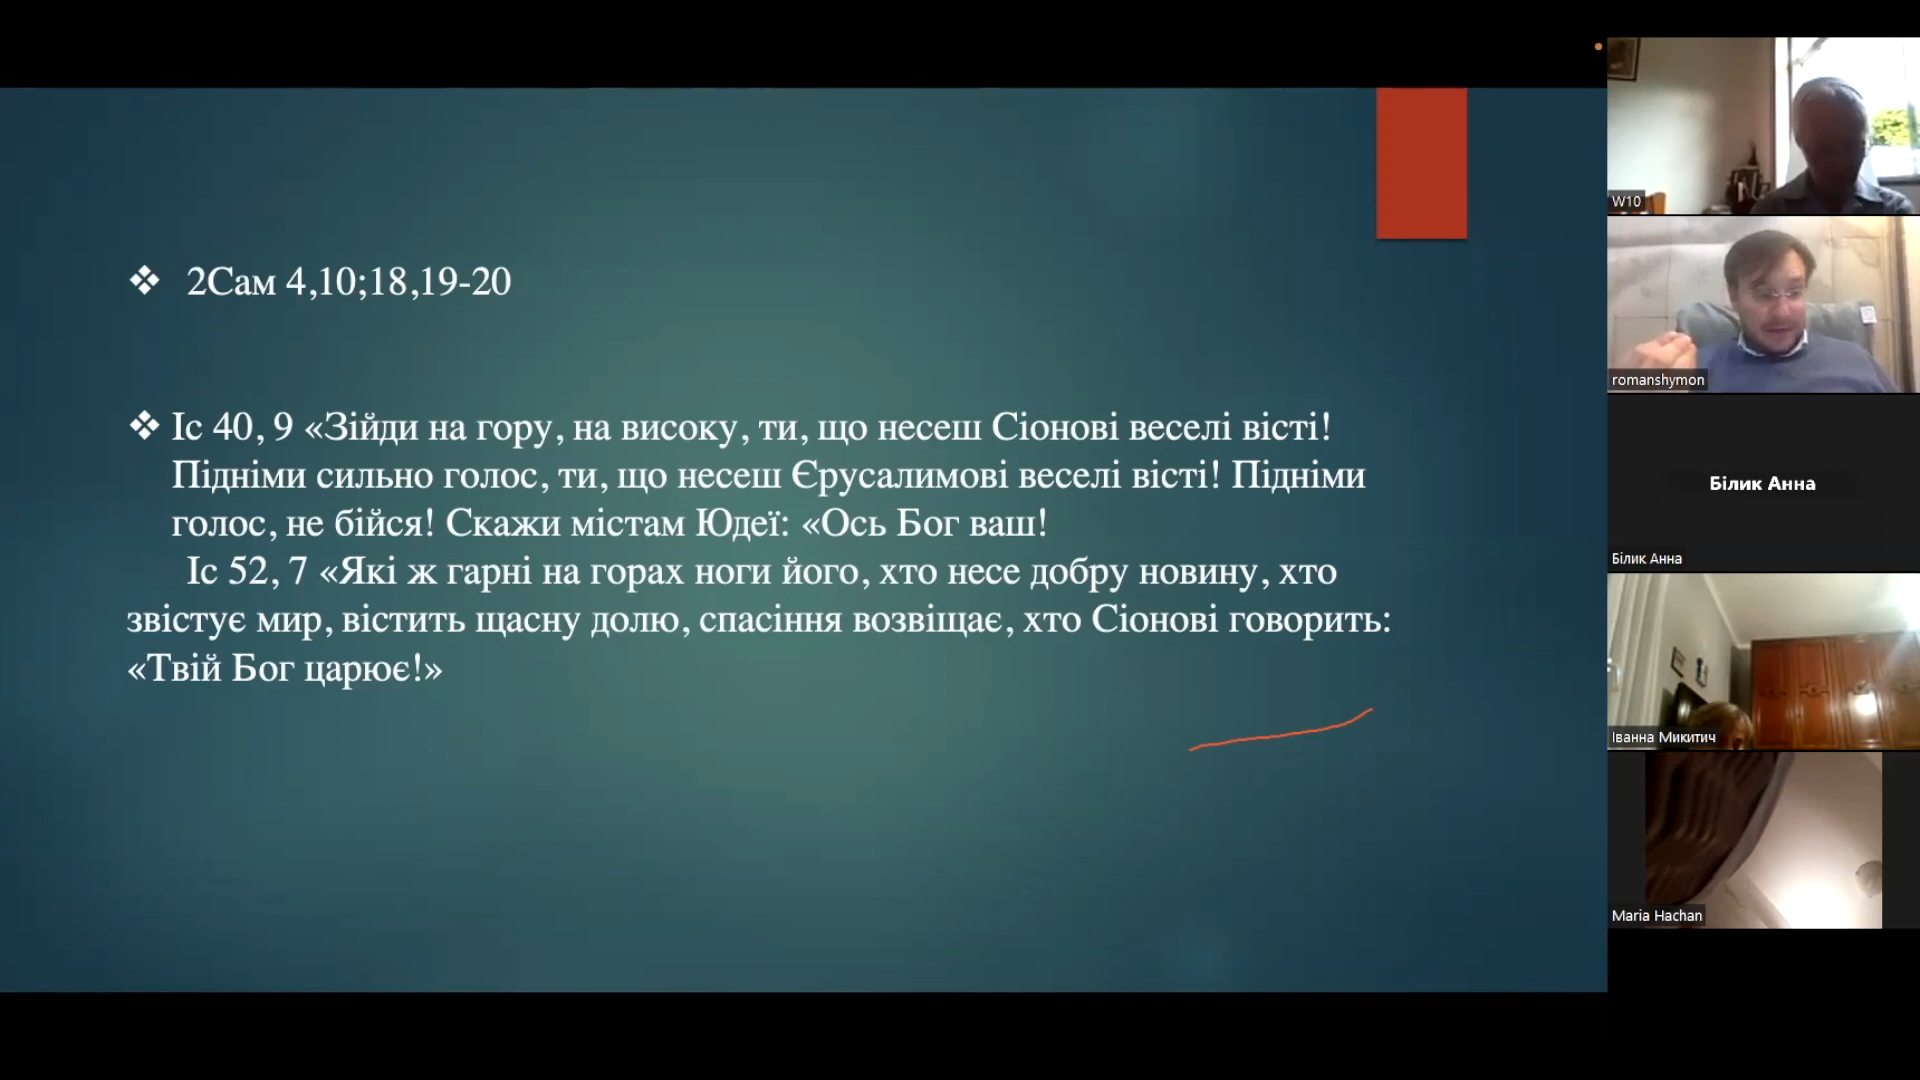 2Сам 4,10;18,19-20
Іс 40, 9 «Зійди на гору, на високу, ти, що несеш Сіонові веселі вісті!
Підніми сильно голос, ти, що несеш Єрусалимові веселі вісті! Підніми
голос, не бійся! Скажи містам Юдеї: «Ось Бог ваш!
Іс 52, 7 «Які ж гарні на горах ноги його, хто несе добру новину, хто
звістує мир, вістить щасну долю, спасіння возвіщає, хто Сіонові говорить:
«Твій Бог царює!»
W10
romanshymon
Білик Анна
Білик Анна
Іванна Микитич
Maria Hachan